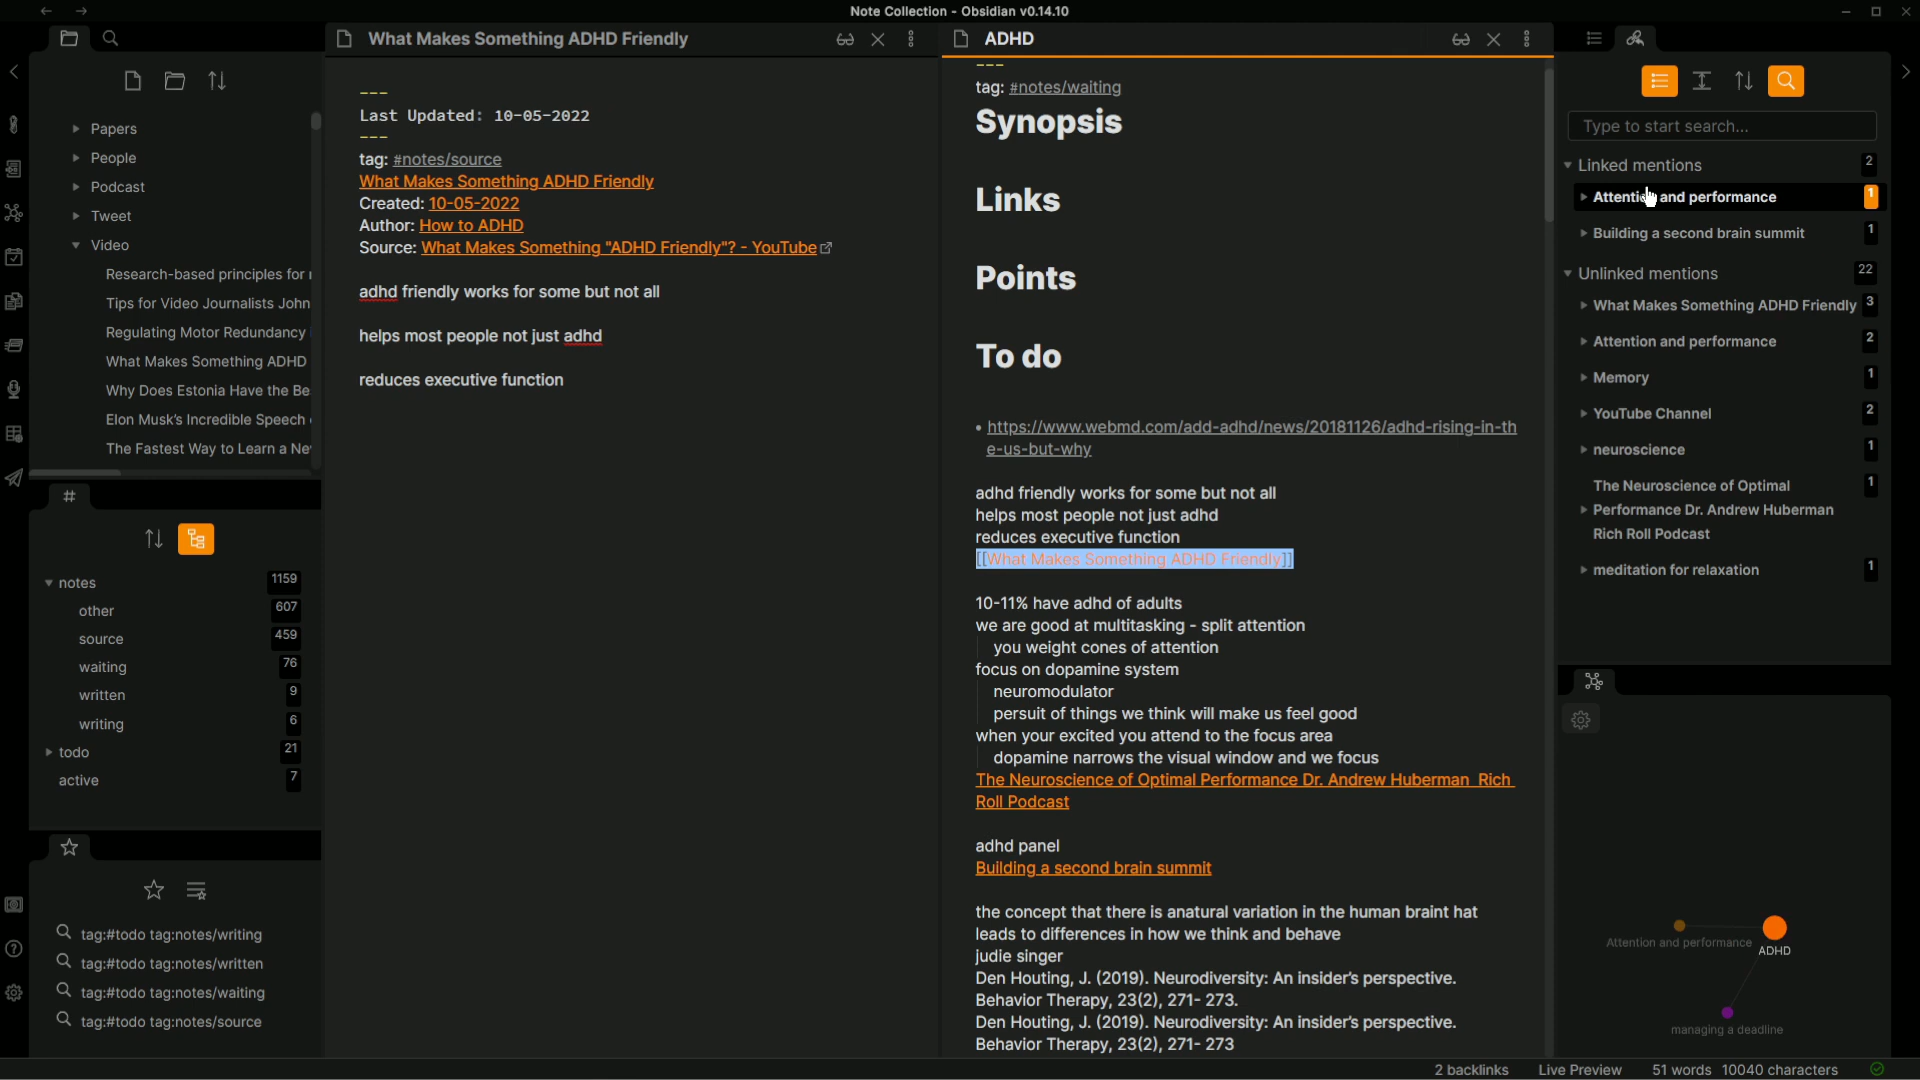 Note Collection - Obsidian v0.14.10
Papers
People
Podcast
Tweet
Video
Research-based principles for
Tips for Video Journalists John
Regulating Motor Redundancy
What Makes Something ADHD
Why Does Estonia Have the Be
Elon Musk's Incredible Speech
The Fastest Way to Learn a Ne
#
notes 1159
other 607
source 459
waiting 76
written 9
writing 6
todo 21
active 7
tag:#todo tag:notes/writing
tag:#todo tag:notes/written
tag:#todo tag:notes/waiting
tag:#todo tag:notes/source
What Makes Something ADHD Friendly
---
Last Updated: 10-05-2022
---
tag: #notes/source
What Makes Something ADHD Friendly
Created: 10-05-2022
Author: How to ADHD
Source: What Makes Something "ADHD Friendly"? - YouTube
adhd friendly works for some but not all
helps most people not just adhd
reduces executive function
ADHD
---
tag: #notes/waiting
Synopsis
Links
Points
To do
• https://www.webmd.com/add-adhd/news/20181126/adhd-rising-in-th
e-us-but-why
adhd friendly works for some but not all
helps most people not just adhd
reduces executive function
[[What Makes Something ADHD Friendly]]
10-11% have adhd of adults
we are good at multitasking - split attention
you weight cones of attention
focus on dopamine system
neuromodulator
persuit of things we think will make us feel good
when your excited you attend to the focus area
dopamine narrows the visual window and we focus
The Neuroscience of Optimal Performance Dr. Andrew Huberman Rich
Roll Podcast
adhd panel
Building a second brain summit
the concept that there is anatural variation in the human braint hat
leads to differences in how we think and behave
judie singer
Den Houting, J. (2019). Neurodiversity: An insider's perspective.
Behavior Therapy, 23(2), 271- 273.
Den Houting, J. (2019). Neurodiversity: An insider's perspective.
Behavior Therapy, 23(2), 271- 273
Type to start search...
Linked mentions 2
Attention and performance 1
Building a second brain summit 1
Unlinked mentions 22
What Makes Something ADHD Friendly 3
Attention and performance 2
Memory 1
YouTube Channel 2
neuroscience 1
The Neuroscience of Optimal 1
Performance Dr. Andrew Huberman
Rich Roll Podcast
meditation for relaxation 1
Attention and performance
ADHD
managing a deadline
2 backlinks Live Preview 51 words 10040 characters